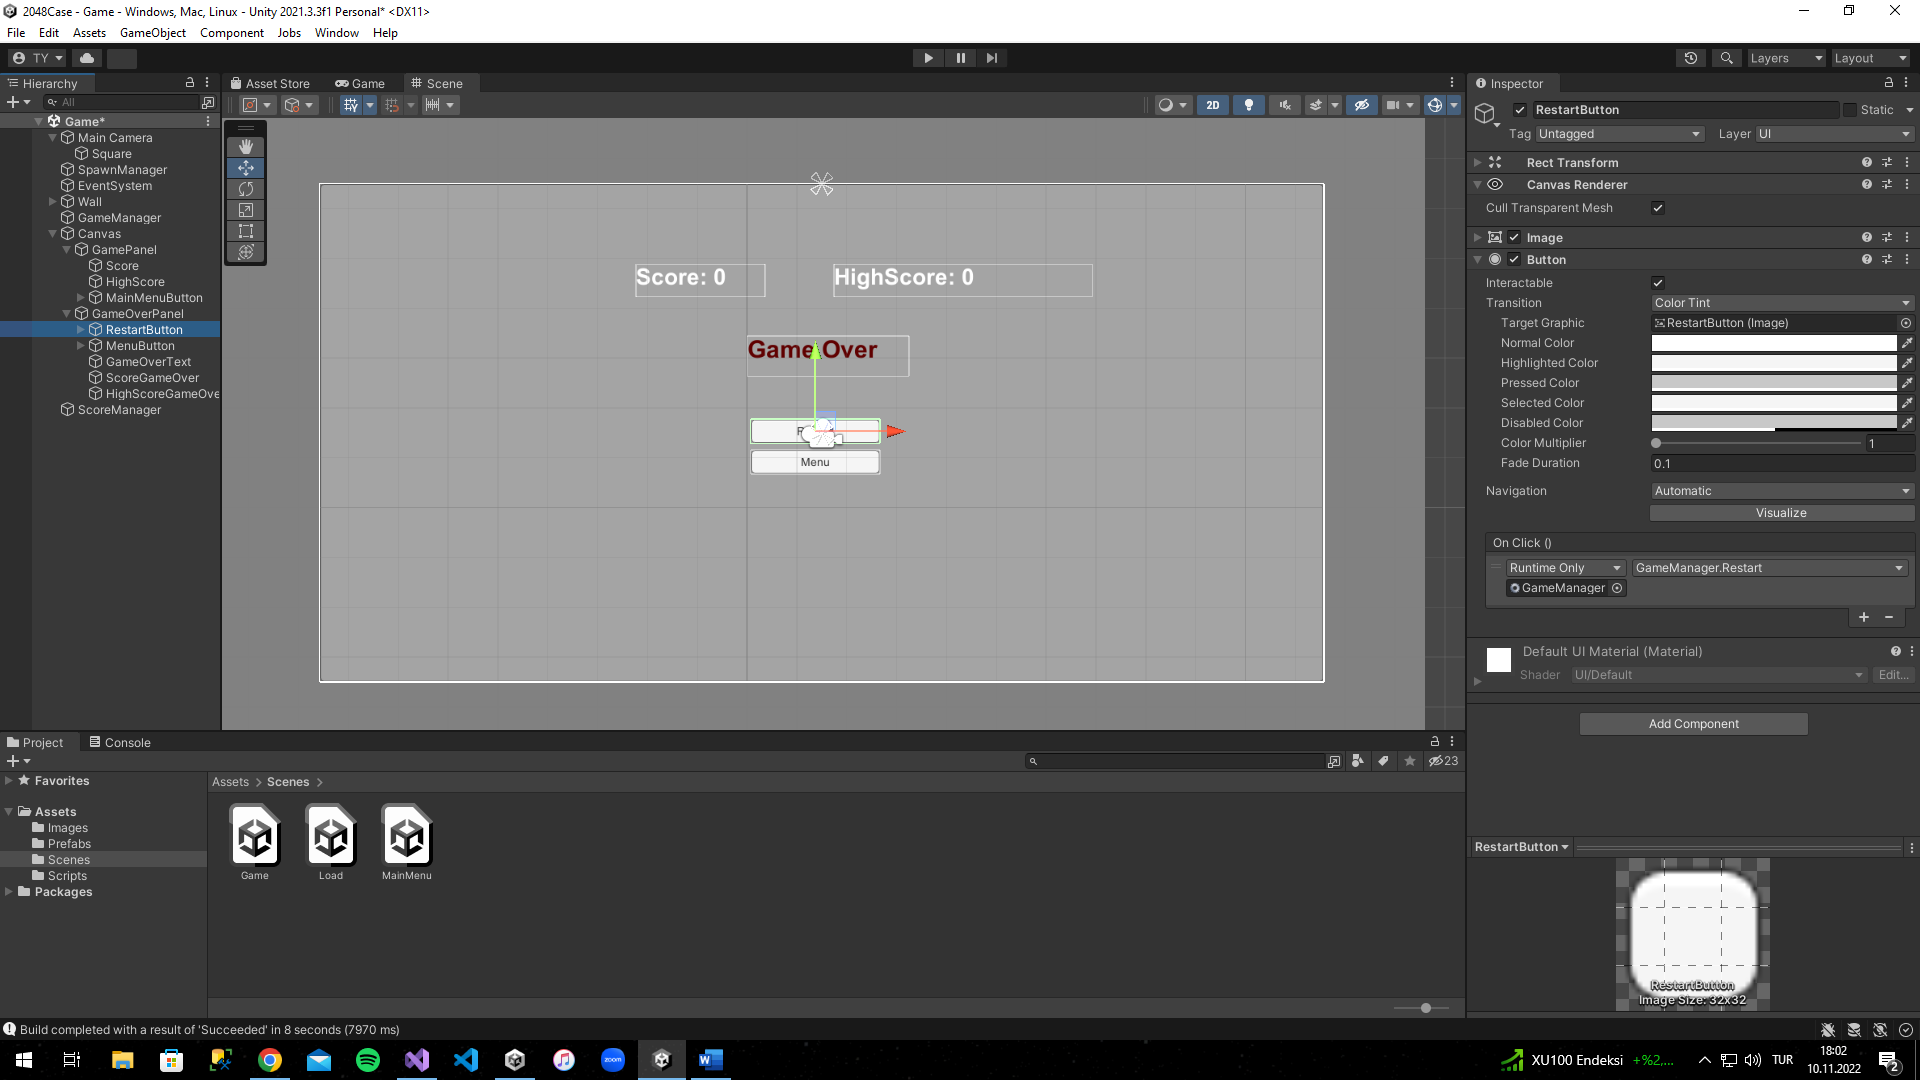 2048Case - Game - Windows, Mac, Linux - Unity 2021.3.3f1 Personal* <DX11>
File Edit Assets GameObject Component Jobs Window Help
TY
Layers Layout
Hierarchy
All
Game*
Main Camera
Square
SpawnManager
EventSystem
Wall
GameManager
Canvas
GamePanel
Score
HighScore
MainMenuButton
GameOverPanel
RestartButton
MenuButton
GameOverText
ScoreGameOver
HighScoreGameOve
ScoreManager
Asset Store Game Scene
2D
Score: 0 HighScore: 0
Game Over
Menu
Inspector
RestartButton Static
Tag Untagged Layer UI
Rect Transform
Canvas Renderer
Cull Transparent Mesh
Image
Button
Interactable
Transition Color Tint
Target Graphic RestartButton (Image)
Normal Color
Highlighted Color
Pressed Color
Selected Color
Disabled Color
Color Multiplier 1
Fade Duration 0.1
Navigation Automatic
Visualize
On Click ()
Runtime Only GameManager.Restart
GameManager
Default UI Material (Material)
Shader UI/Default Edit...
Add Component
RestartButton
RestartButton
Image Size: 32x32
Project Console
23
Favorites
Assets
Images
Prefabs
Scenes
Scripts
Packages
Assets > Scenes >
Game Load MainMenu
Build completed with a result of 'Succeeded' in 8 seconds (7970 ms)
zoom
XU100 Endeksi +%2,...
TUR
18:02
10.11.2022
2